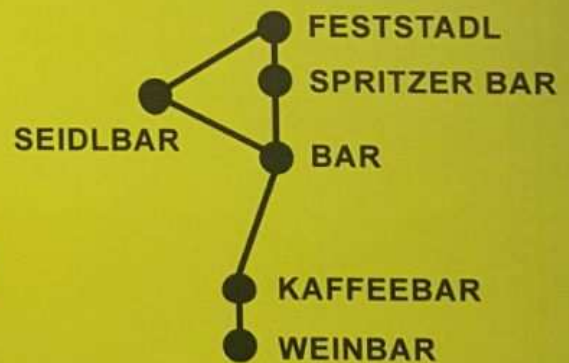 FESTSTADL
SPRITZER BAR
SEIDLBAR
BAR
KAFFEEBAR
WEINBAR